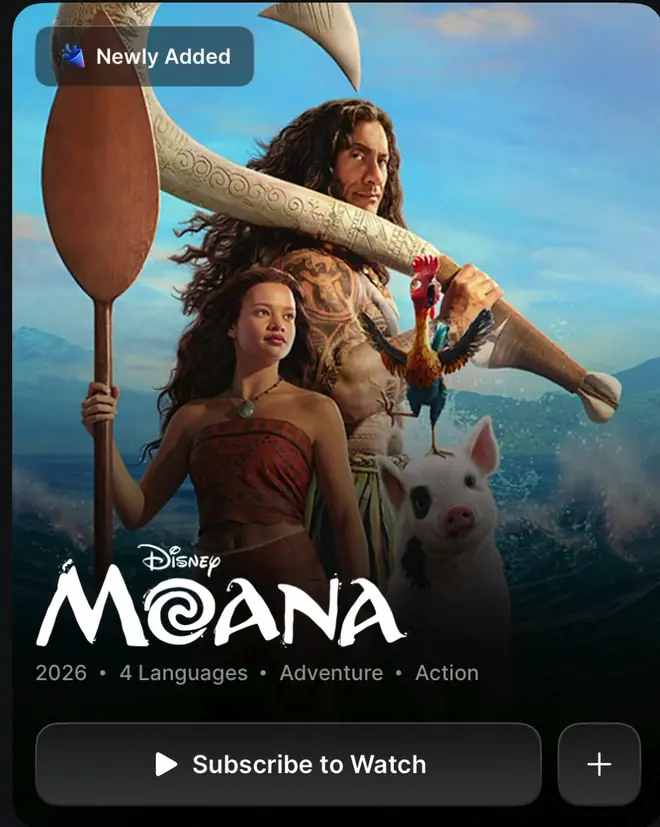 Newly Added
Disney
MOANA
2026 • 4 Languages • Adventure • Action
Subscribe to Watch